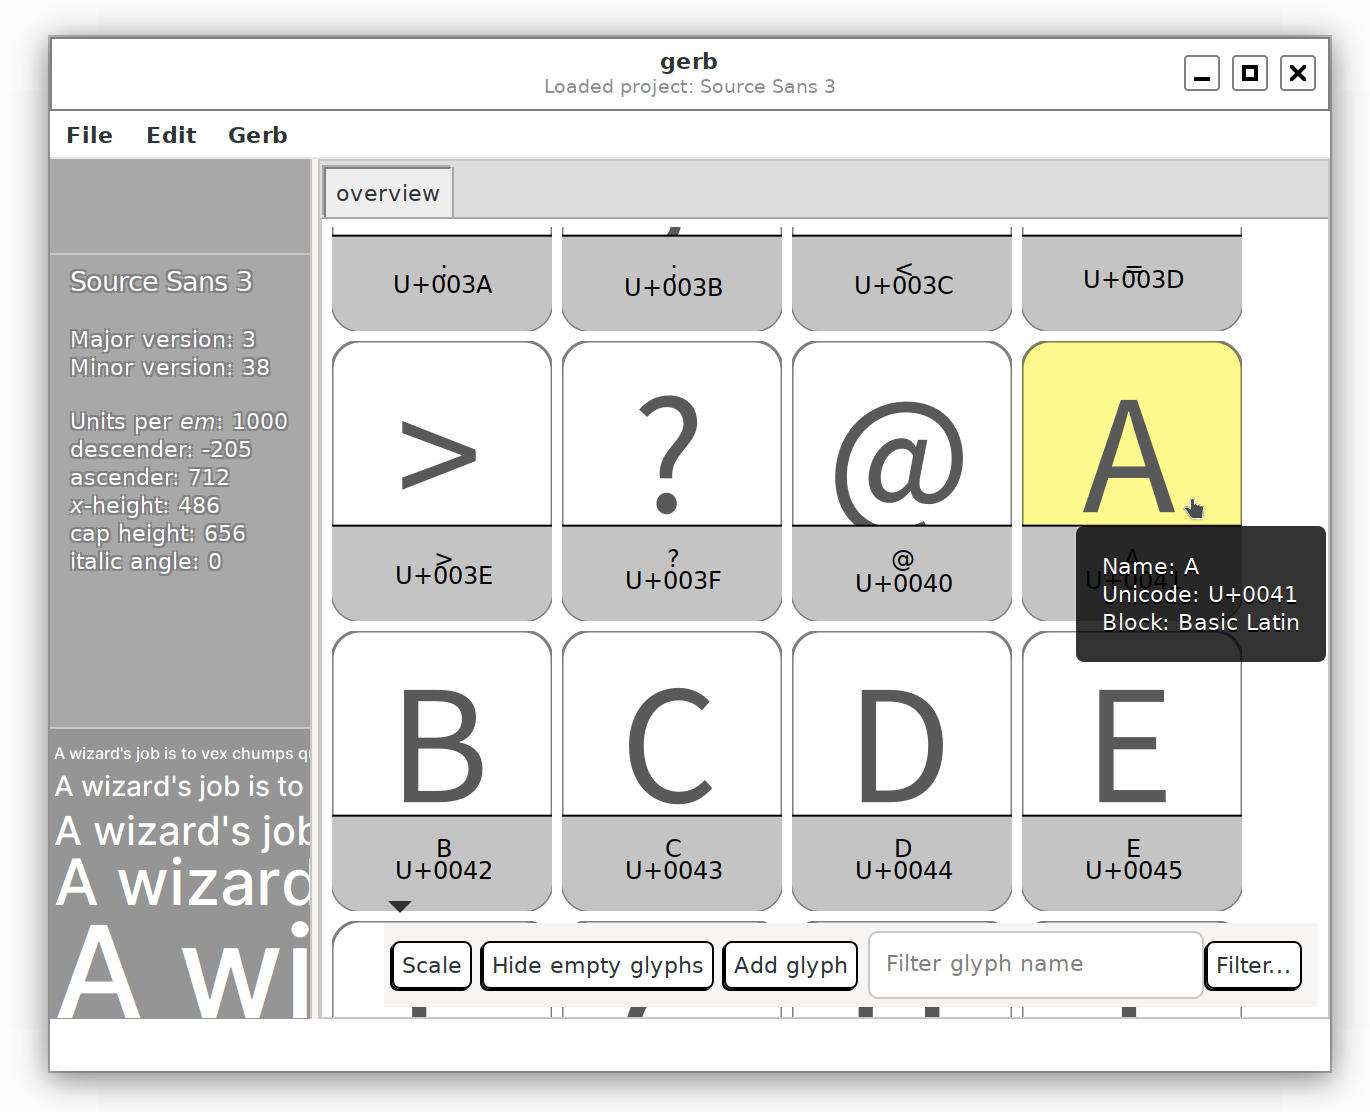 gerb
Loaded project: Source Sans 3
File Edit Gerb
overview
Source Sans 3
Major version: 3
Minor version: 38
Units per em: 1000
descender: -205
ascender: 712
x-height: 486
cap height: 656
italic angle: 0
A wizard's job is to vex chumps q
A wizard's job is to
A wizard's job
A wizard
A wi
:
U+003A
;
U+003B
<
U+003C
=
U+003D
> ? @ A
>
U+003E
?
U+003F
@
U+0040
A
U+0041
Name: A
Unicode: U+0041
Block: Basic Latin
B C D E
B
U+0042
C
U+0043
D
U+0044
E
U+0045
Scale Hide empty glyphs Add glyph Filter glyph name Filter...